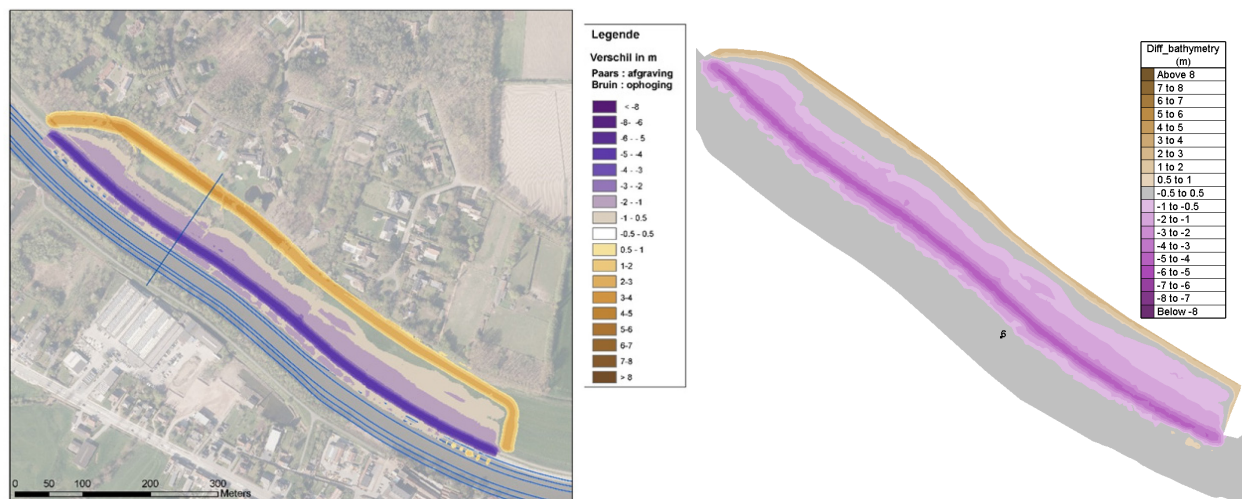 Legende
Verschil in m
Paars : afgraving
Bruin : ophoging
< -8
-8- -6
-6 - -5
-5 - -4
-4 - -3
-3 - -2
-2 - -1
-1 - 0.5
-0.5 - 0.5
0.5 - 1
1-2
2-3
3-4
4-5
5-6
6-7
7-8
> 8
0 50 100 200 300
Meters
Diff_bathymetry
(m)
Above 8
7 to 8
6 to 7
5 to 6
4 to 5
3 to 4
2 to 3
1 to 2
0.5 to 1
-0.5 to 0.5
-1 to -0.5
-2 to -1
-3 to -2
-4 to -3
-5 to -4
-6 to -5
-7 to -6
-8 to -7
Below -8